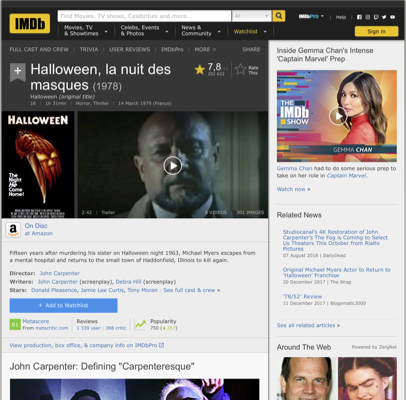 IMDb
Find Movies, TV shows, Celebrities and more...
All
Movies, TV
& Showtimes
Celebs, Events
& Photos
News &
Community
Watchlist
IMDbPro
Help
Sign in
FULL CAST AND CREW | TRIVIA | USER REVIEWS | IMDbPro | MORE
SHARE
Halloween, la nuit des
masques (1978)
Halloween (original title)
16 | 1h 31min | Horror, Thriller | 14 March 1979 (France)
7,8
Rate
This
HALLOWEEN
The
Night He
Came
Home!
2:42 | Trailer
6 VIDEOS | 301 IMAGES
On Disc
at Amazon
Fifteen years after murdering his sister on Halloween night 1963, Michael Myers escapes from
a mental hospital and returns to the small town of Haddonfield, Illinois to kill again.
Director: John Carpenter
Writers: John Carpenter (screenplay), Debra Hill (screenplay)
Stars: Donald Pleasence, Jamie Lee Curtis, Tony Moran | See full cast & crew »
+ Add to Watchlist
Metascore
From metacritic.com
Reviews
1 339 user | 388 critic
Popularity
View production, box office, & company info on IMDbPro
John Carpenter: Defining "Carpenteresque"
Inside Gemma Chan's Intense
'Captain Marvel' Prep
THE
IMDb
SHOW
GEMMA CHAN
Gemma Chan had to do some serious prep to
take on her role in Captain Marvel.
Watch now »
Related News
Studiocanal's 4K Restoration of John
Carpenter's The Fog is Coming to Select
US Theaters This October from Rialto
Pictures
07 August 2018 | DailyDead
Original Michael Myers Actor to Return to
'Halloween' Franchise
20 December 2017 | Vulture
'78/52' Review
11 December 2017 | Blogomatic3000
See all related articles »
Around The Web
Powered by ZergNet